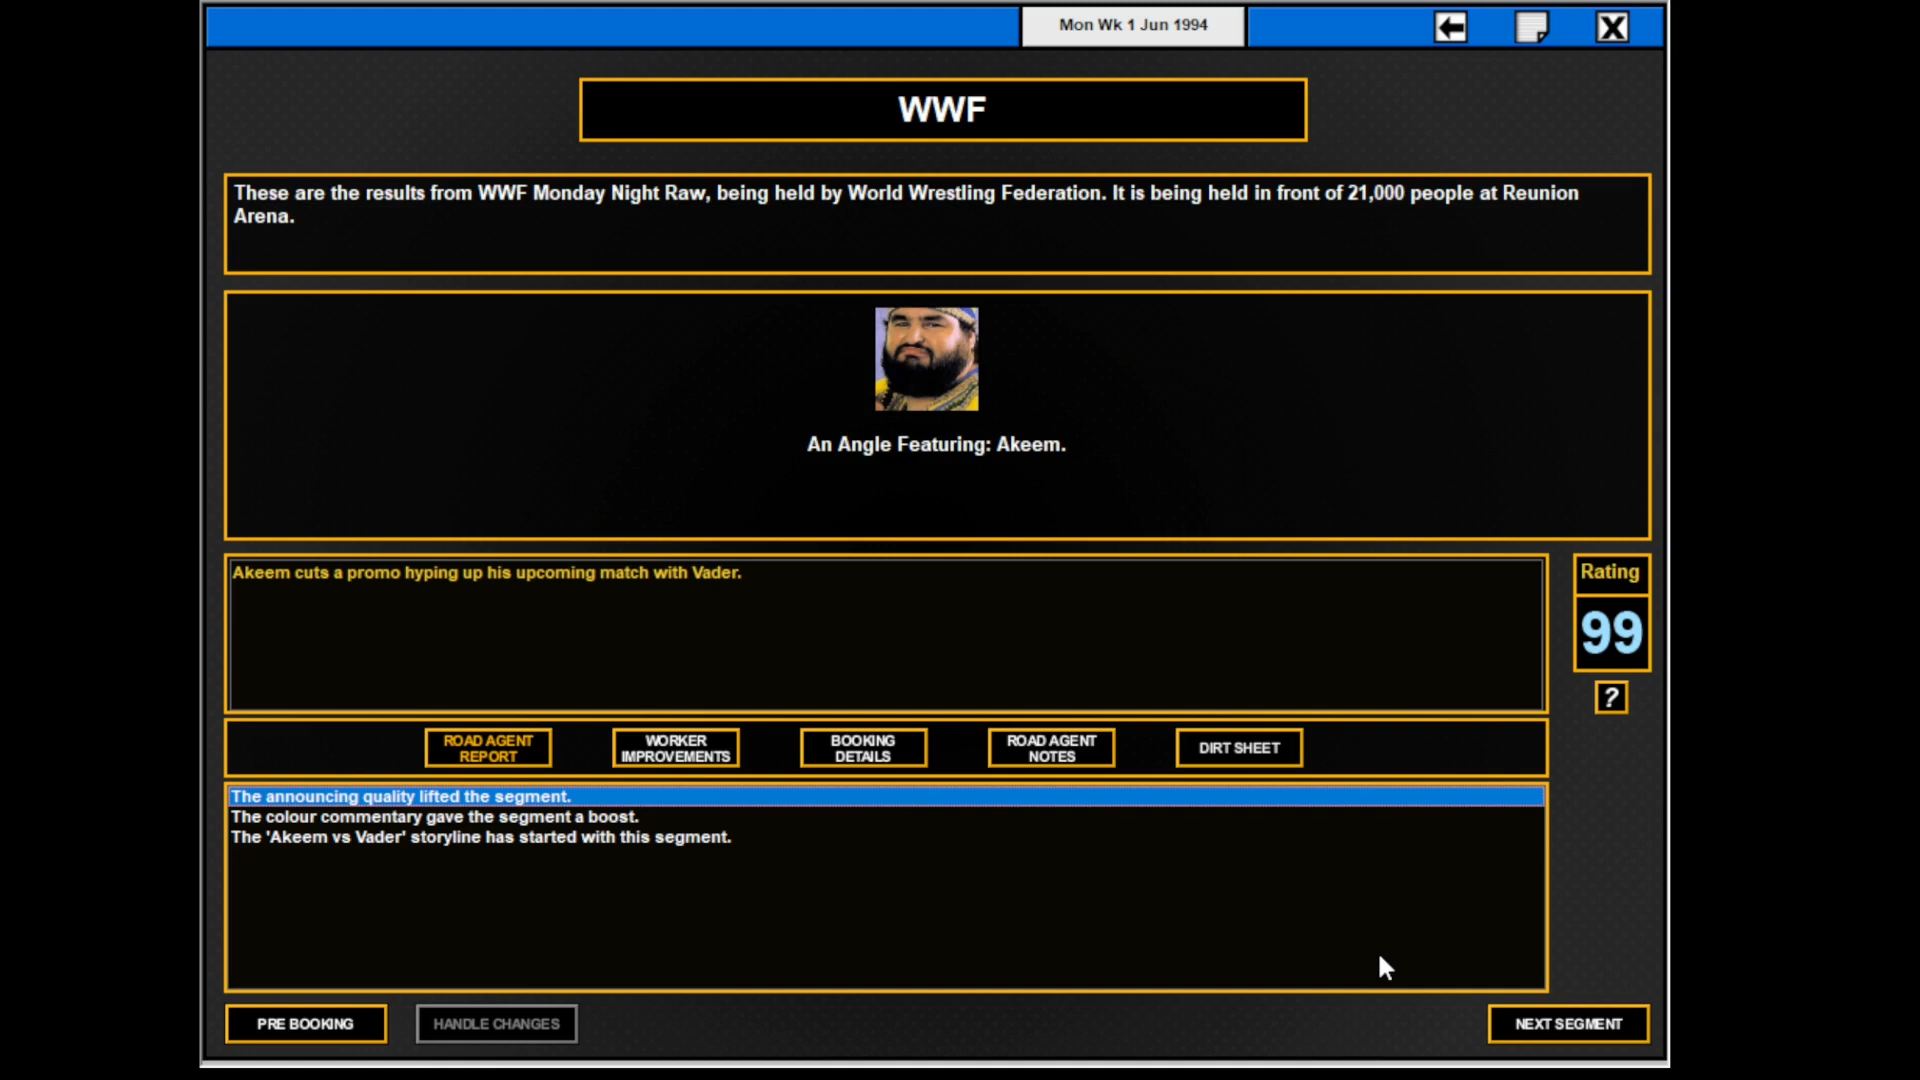 Mon Wk 1 Jun 1994
WWF
These are the results from WWF Monday Night Raw, being held by World Wrestling Federation. It is being held in front of 21,000 people at Reunion
Arena.
An Angle Featuring: Akeem.
Akeem cuts a promo hyping up his upcoming match with Vader.
Rating
99
?
ROAD AGENT
REPORT
WORKER
IMPROVEMENTS
BOOKING
DETAILS
ROAD AGENT
NOTES
DIRT SHEET
The announcing quality lifted the segment.
The colour commentary gave the segment a boost.
The 'Akeem vs Vader' storyline has started with this segment.
PRE BOOKING
HANDLE CHANGES
NEXT SEGMENT